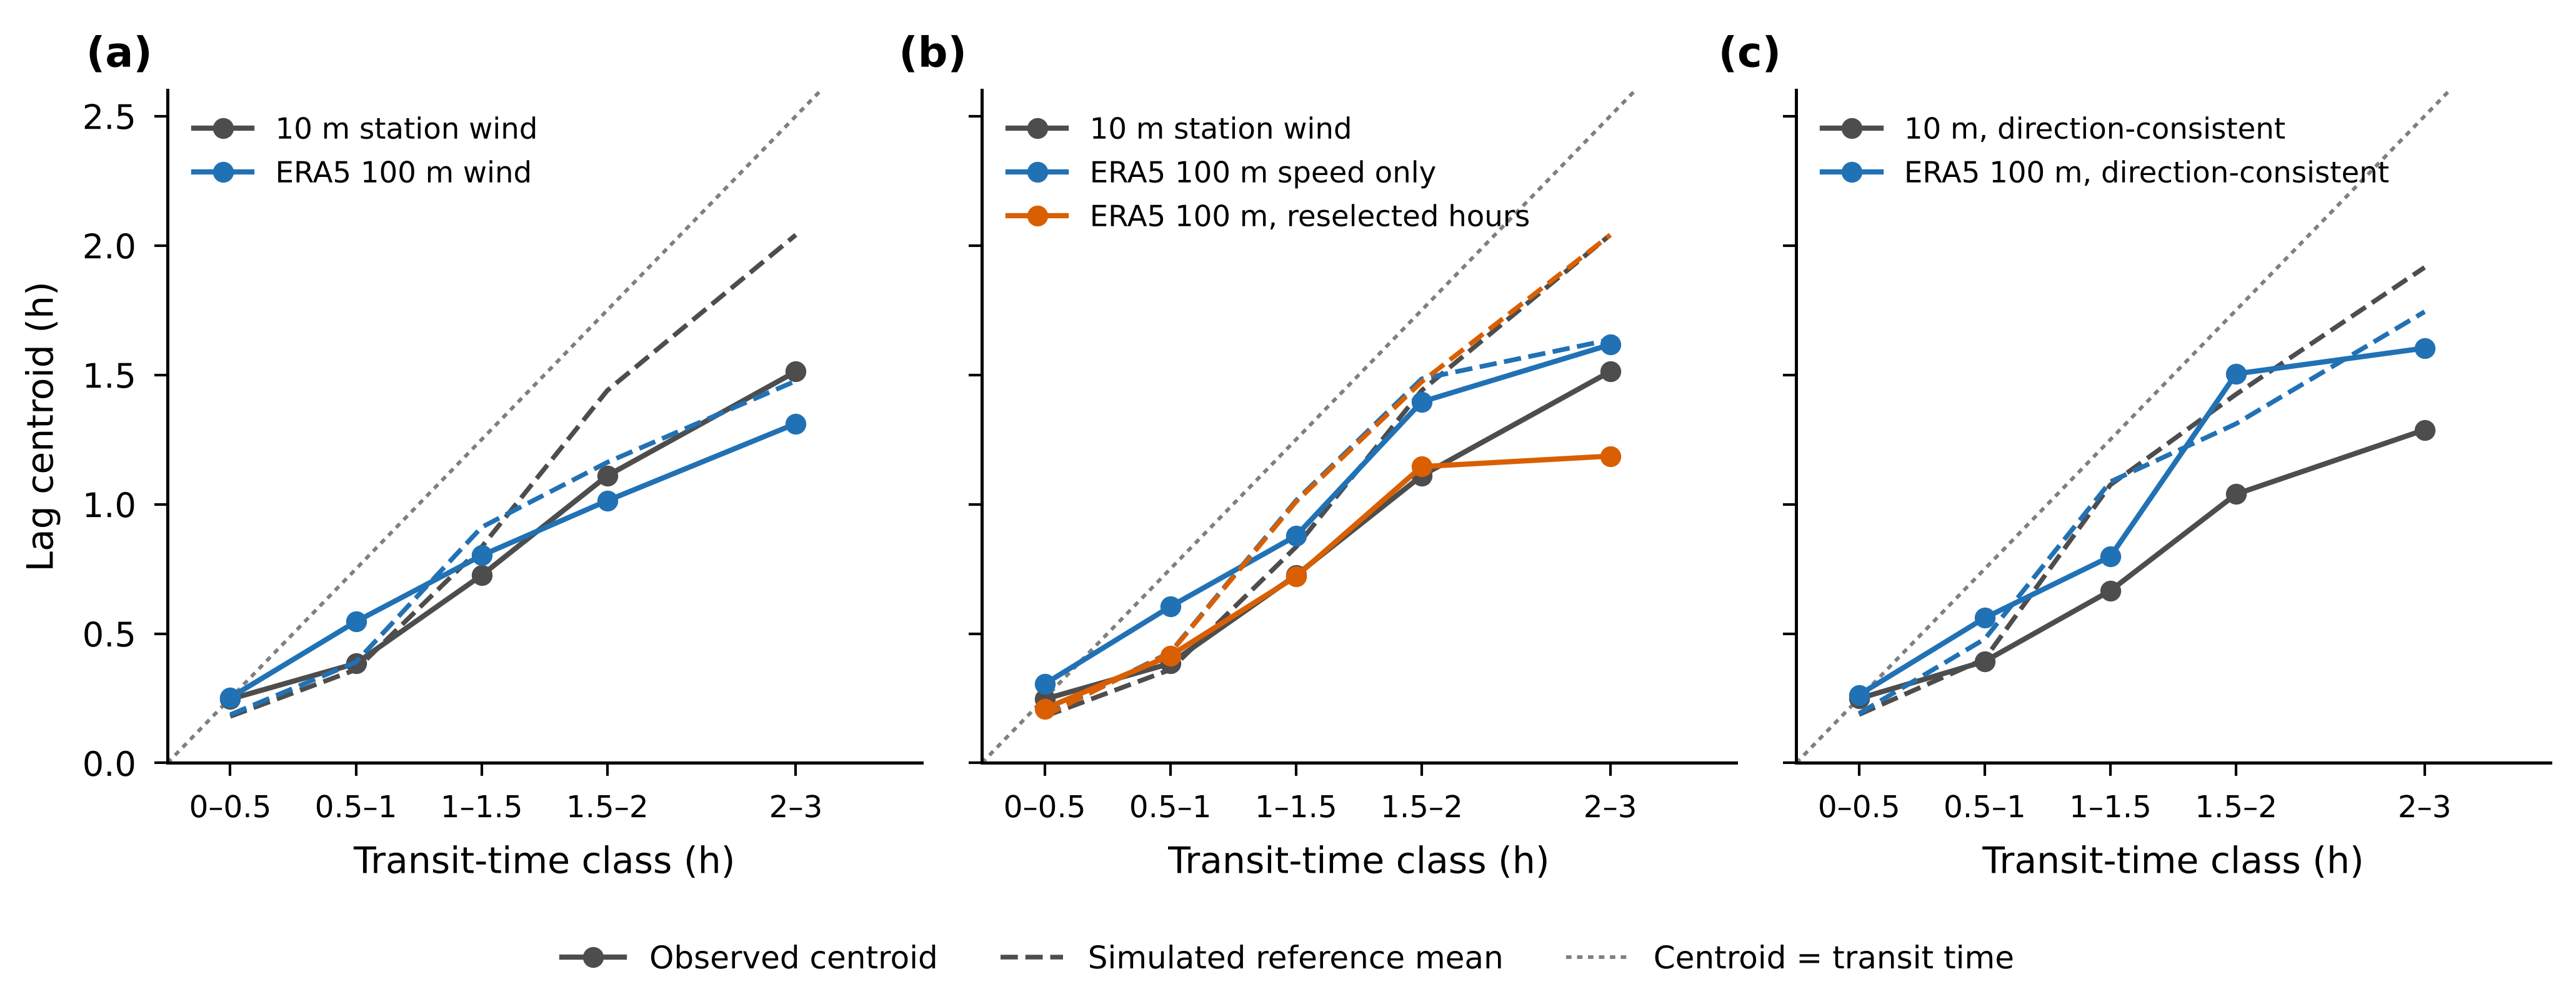 (a)
(b)
(c)
Lag centroid (h)
2.5
2.0
1.5
1.0
0.5
0.0
10 m station wind
ERA5 100 m wind
0–0.5 0.5–1 1–1.5 1.5–2 2–3
Transit-time class (h)
10 m station wind
ERA5 100 m speed only
ERA5 100 m, reselected hours
0–0.5 0.5–1 1–1.5 1.5–2 2–3
Transit-time class (h)
10 m, direction-consistent
ERA5 100 m, direction-consistent
0–0.5 0.5–1 1–1.5 1.5–2 2–3
Transit-time class (h)
Observed centroid
Simulated reference mean
Centroid = transit time